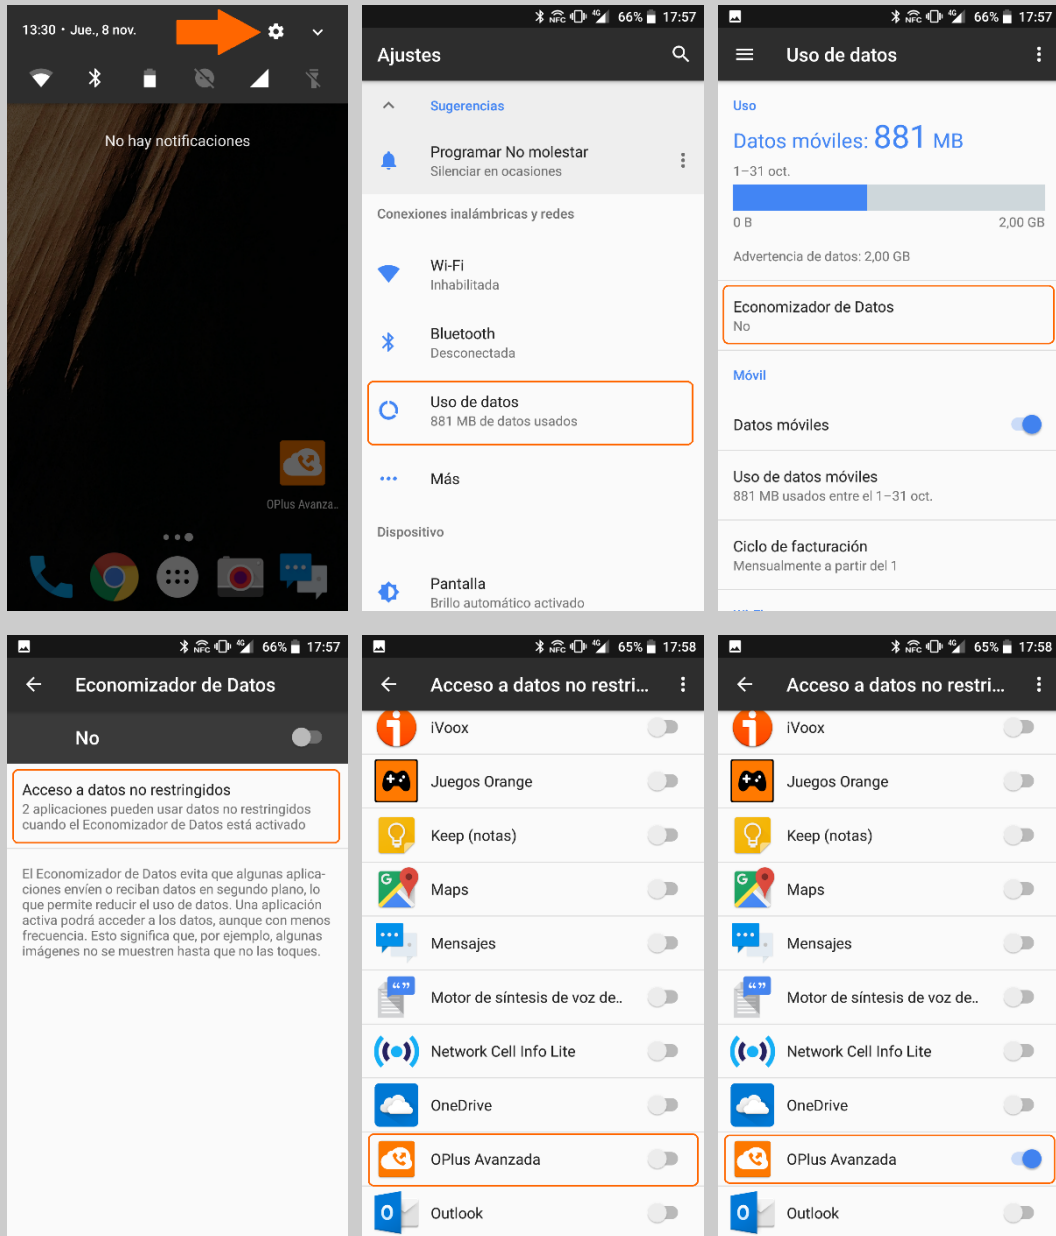 13:30 • Jue., 8 nov.
No hay notificaciones
OPlus Avanza..
NFC 4G 66% 17:57
Ajustes
Sugerencias
Programar No molestar
Silenciar en ocasiones
Conexiones inalámbricas y redes
Wi-Fi
Inhabilitada
Bluetooth
Desconectada
Uso de datos
881 MB de datos usados
Más
Dispositivo
Pantalla
Brillo automático activado
NFC 4G 66% 17:57
Uso de datos
Uso
Datos móviles: 881 MB
1–31 oct.
0 B 2,00 GB
Advertencia de datos: 2,00 GB
Economizador de Datos
No
Móvil
Datos móviles
Uso de datos móviles
881 MB usados entre el 1–31 oct.
Ciclo de facturación
Mensualmente a partir del 1
NFC 4G 66% 17:57
Economizador de Datos
No
Acceso a datos no restringidos
2 aplicaciones pueden usar datos no restringidos
cuando el Economizador de Datos está activado
El Economizador de Datos evita que algunas aplica-
ciones envíen o reciban datos en segundo plano, lo
que permite reducir el uso de datos. Una aplicación
activa podrá acceder a los datos, aunque con menos
frecuencia. Esto significa que, por ejemplo, algunas
imágenes no se muestren hasta que no las toques.
NFC 4G 65% 17:58
Acceso a datos no restri...
iVoox
Juegos Orange
Keep (notas)
G
Maps
Mensajes
Motor de síntesis de voz de..
Network Cell Info Lite
OneDrive
OPlus Avanzada
Outlook
NFC 4G 65% 17:58
Acceso a datos no restri...
iVoox
Juegos Orange
Keep (notas)
G
Maps
Mensajes
Motor de síntesis de voz de..
Network Cell Info Lite
OneDrive
OPlus Avanzada
Outlook